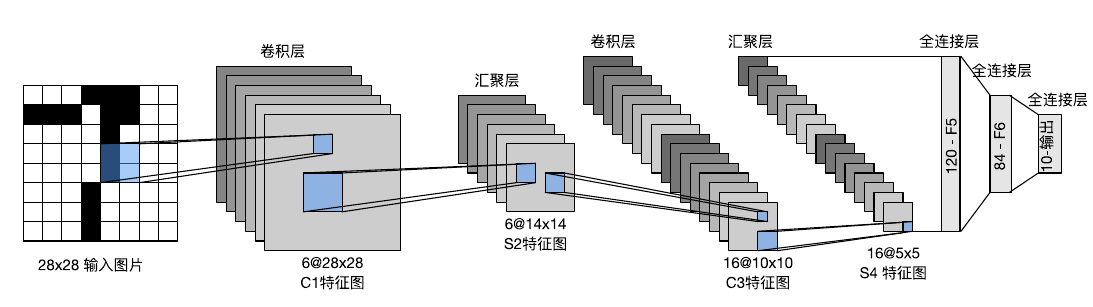 卷积层
汇聚层
卷积层
汇聚层
全连接层
全连接层
全连接层
120 - F5
84 - F6
10-输出
28x28 输入图片
6@28x28
C1特征图
6@14x14
S2特征图
16@10x10
C3特征图
16@5x5
S4 特征图